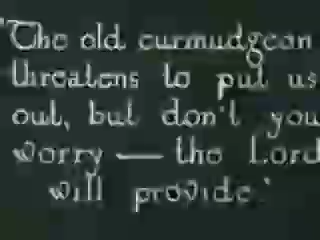 "The old curmudgeon
threatens to put us
out, but don't you
worry — the Lord
will provide."